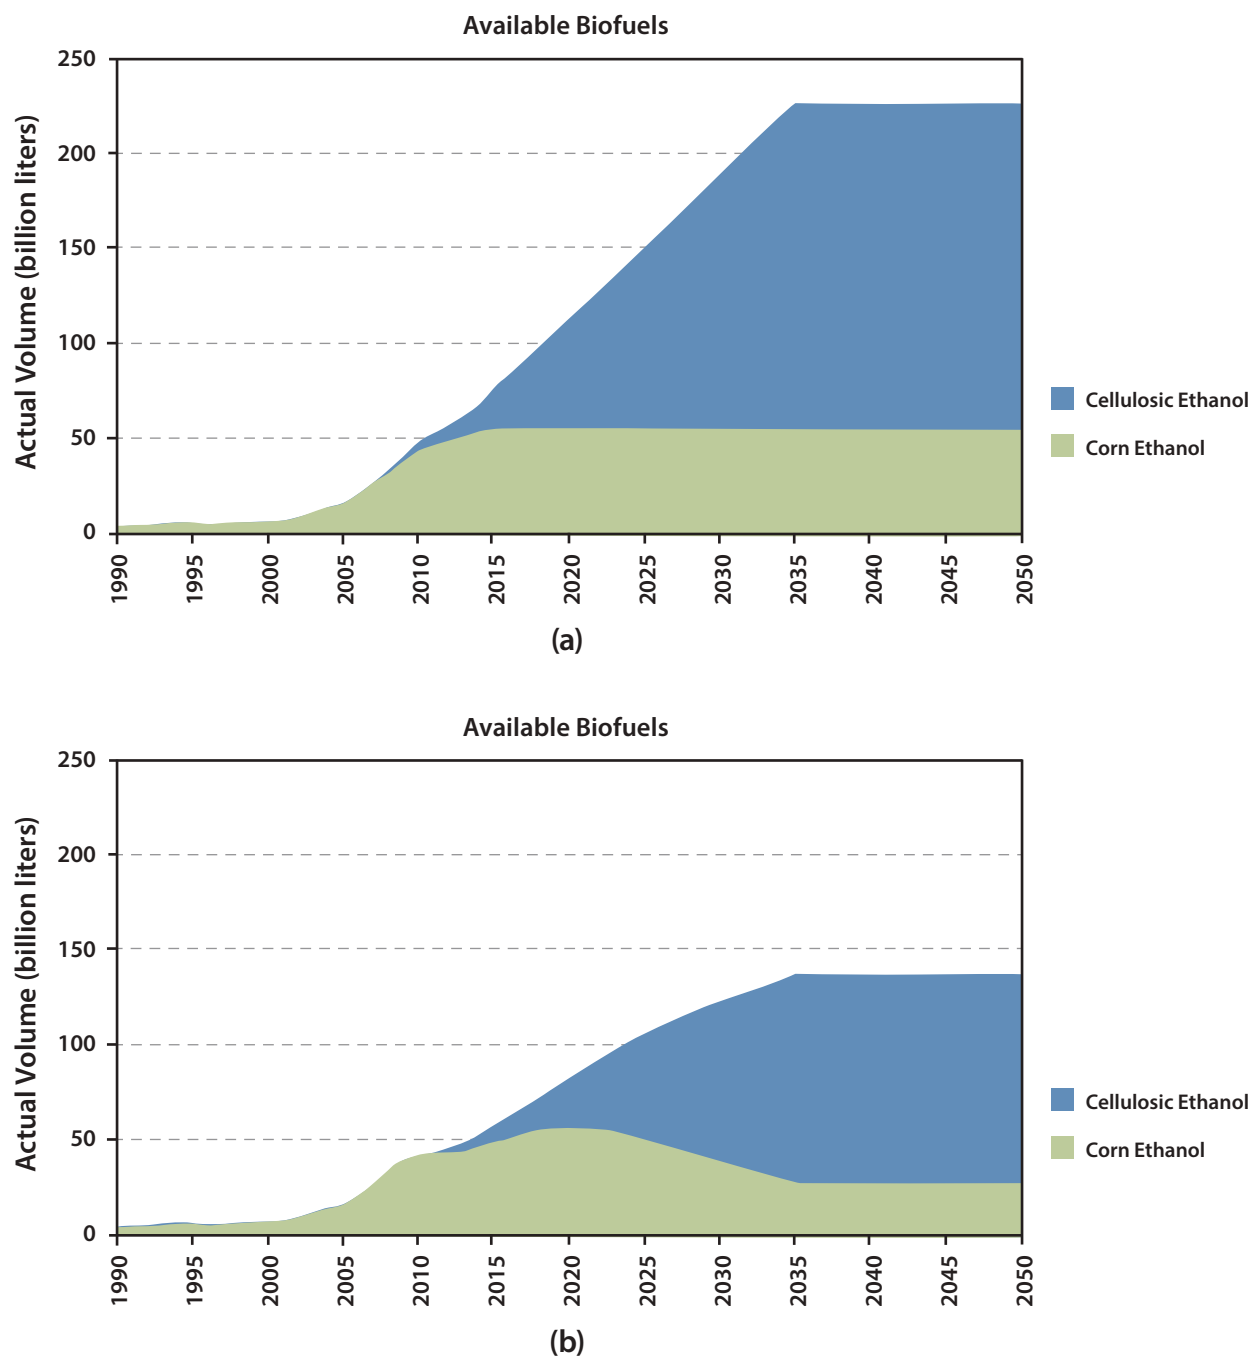 Available Biofuels
Actual Volume (billion liters)
250
200
150
100
50
0
1990 1995 2000 2005 2010 2015 2020 2025 2030 2035 2040 2045 2050
Cellulosic Ethanol
Corn Ethanol
(a)
Available Biofuels
Actual Volume (billion liters)
250
200
150
100
50
0
1990 1995 2000 2005 2010 2015 2020 2025 2030 2035 2040 2045 2050
Cellulosic Ethanol
Corn Ethanol
(b)